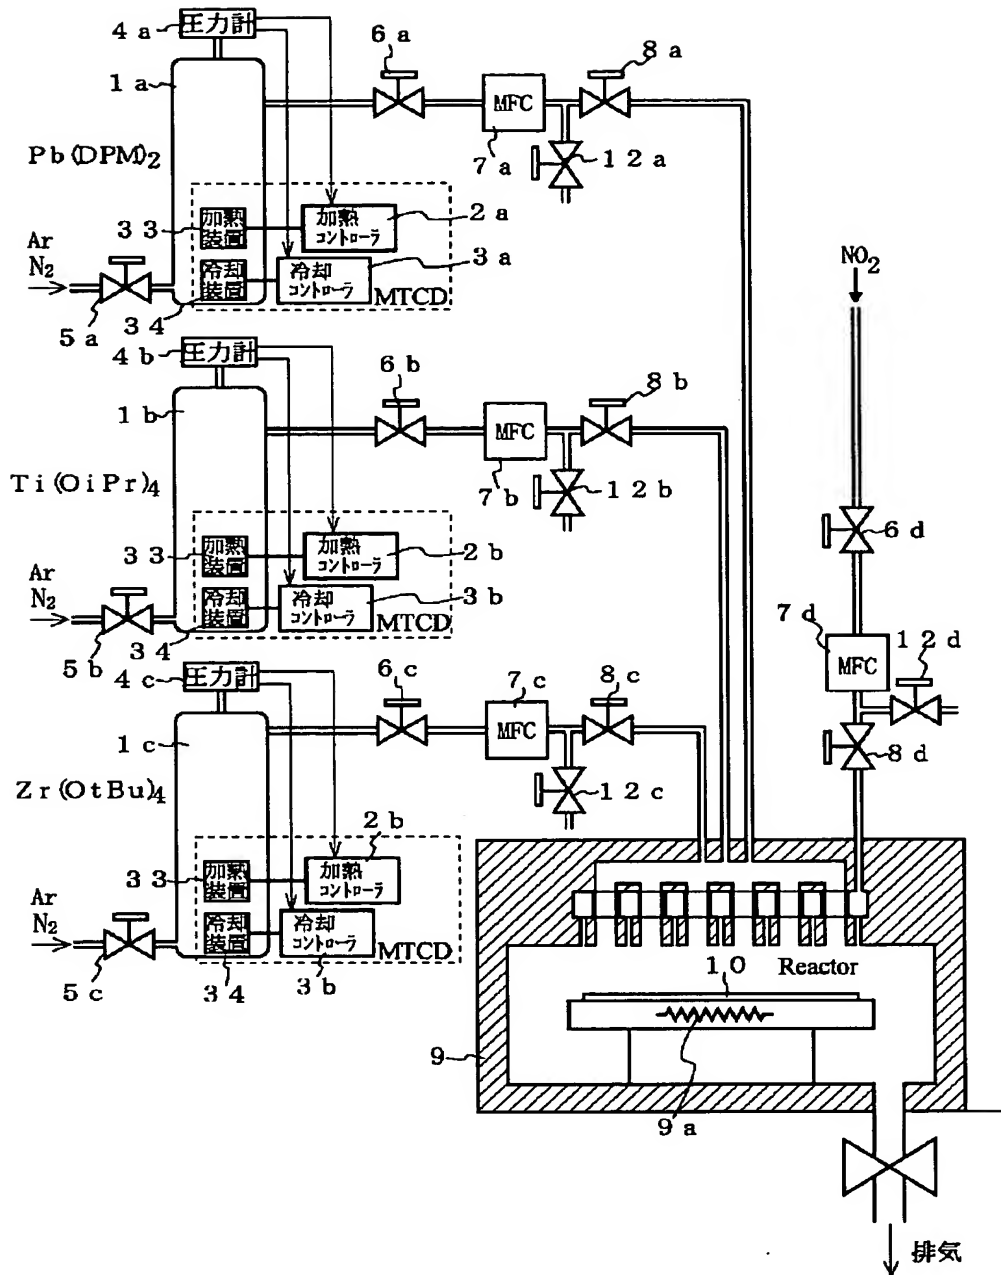 4a 圧力計
6a
8a
1a
MFC
7a
12a
Pb(DPM)2
33
加熱装置
加熱コントローラ
2a
Ar
N2
冷却装置
冷却コントローラ
3a
MTCD
5a
34
NO2
4b 圧力計
6b
8b
1b
MFC
7b
12b
Ti(OiPr)4
33
加熱装置
加熱コントローラ
2b
6d
Ar
N2
冷却装置
冷却コントローラ
3b
MTCD
5b
34
7d
MFC
12d
4c 圧力計
6c
7c
8c
1c
MFC
8d
12c
Zr(OtBu)4
2b
33
加熱装置
加熱コントローラ
Ar
N2
冷却装置
冷却コントローラ
MTCD
5c
34
3b
10
Reactor
9
9a
排気